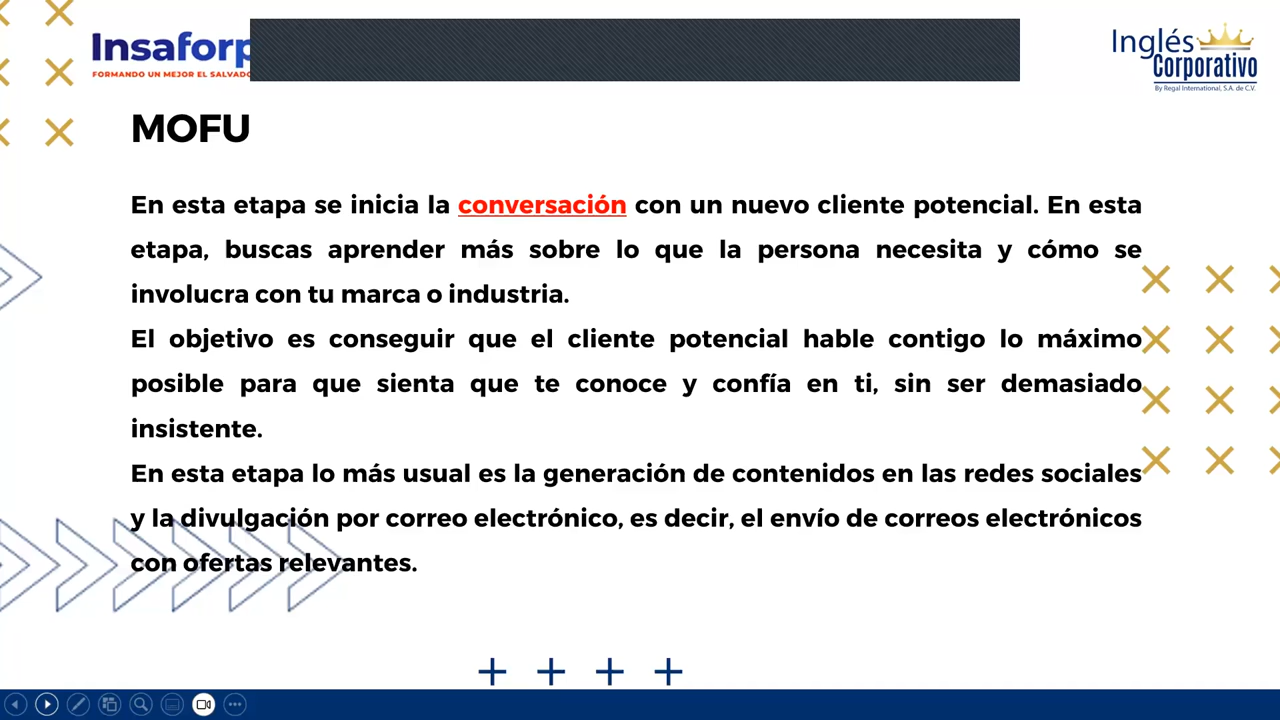 Insaforp
FORMANDO UN MEJOR EL SALVADO
Inglés
Corporativo
By Regal International, S.A. de C.V.
MOFU
En esta etapa se inicia la conversación con un nuevo cliente potencial. En esta
etapa, buscas aprender más sobre lo que la persona necesita y cómo se
involucra con tu marca o industria.
El objetivo es conseguir que el cliente potencial hable contigo lo máximo
posible para que sienta que te conoce y confía en ti, sin ser demasiado
insistente.
En esta etapa lo más usual es la generación de contenidos en las redes sociales
y la divulgación por correo electrónico, es decir, el envío de correos electrónicos
con ofertas relevantes.